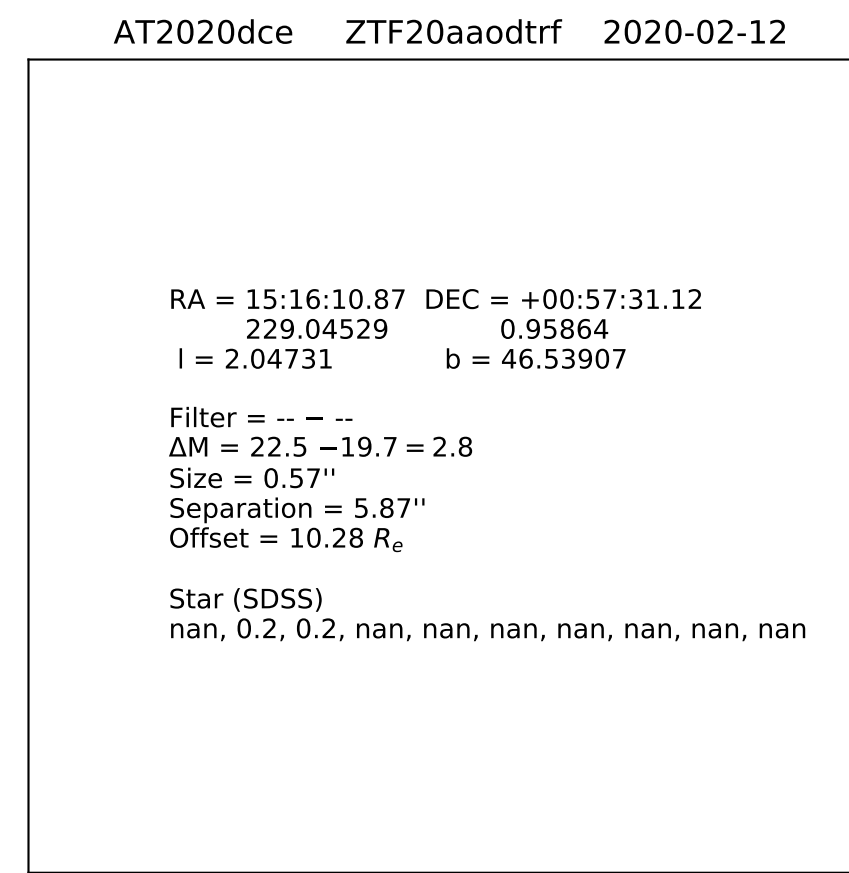 AT2020dce ZTF20aaodtrf 2020-02-12
RA = 15:16:10.87 DEC = +00:57:31.12
229.04529 0.95864
l = 2.04731 b = 46.53907
Filter = -- − --
ΔM = 22.5 −19.7 = 2.8
Size = 0.57''
Separation = 5.87''
Offset = 10.28 Rₑ
Star (SDSS)
nan, 0.2, 0.2, nan, nan, nan, nan, nan, nan, nan